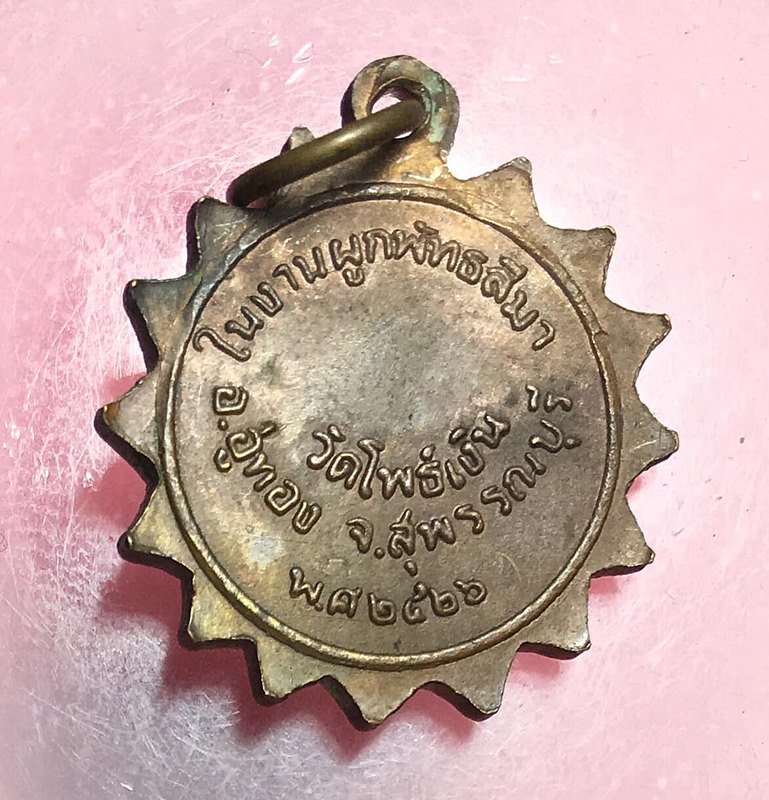 ในงานผูกพัทธสีมา
วัดโพธิ์เงิน
อ.อู่ทอง จ.สุพรรณบุรี
พ.ศ ๒๕๒๖